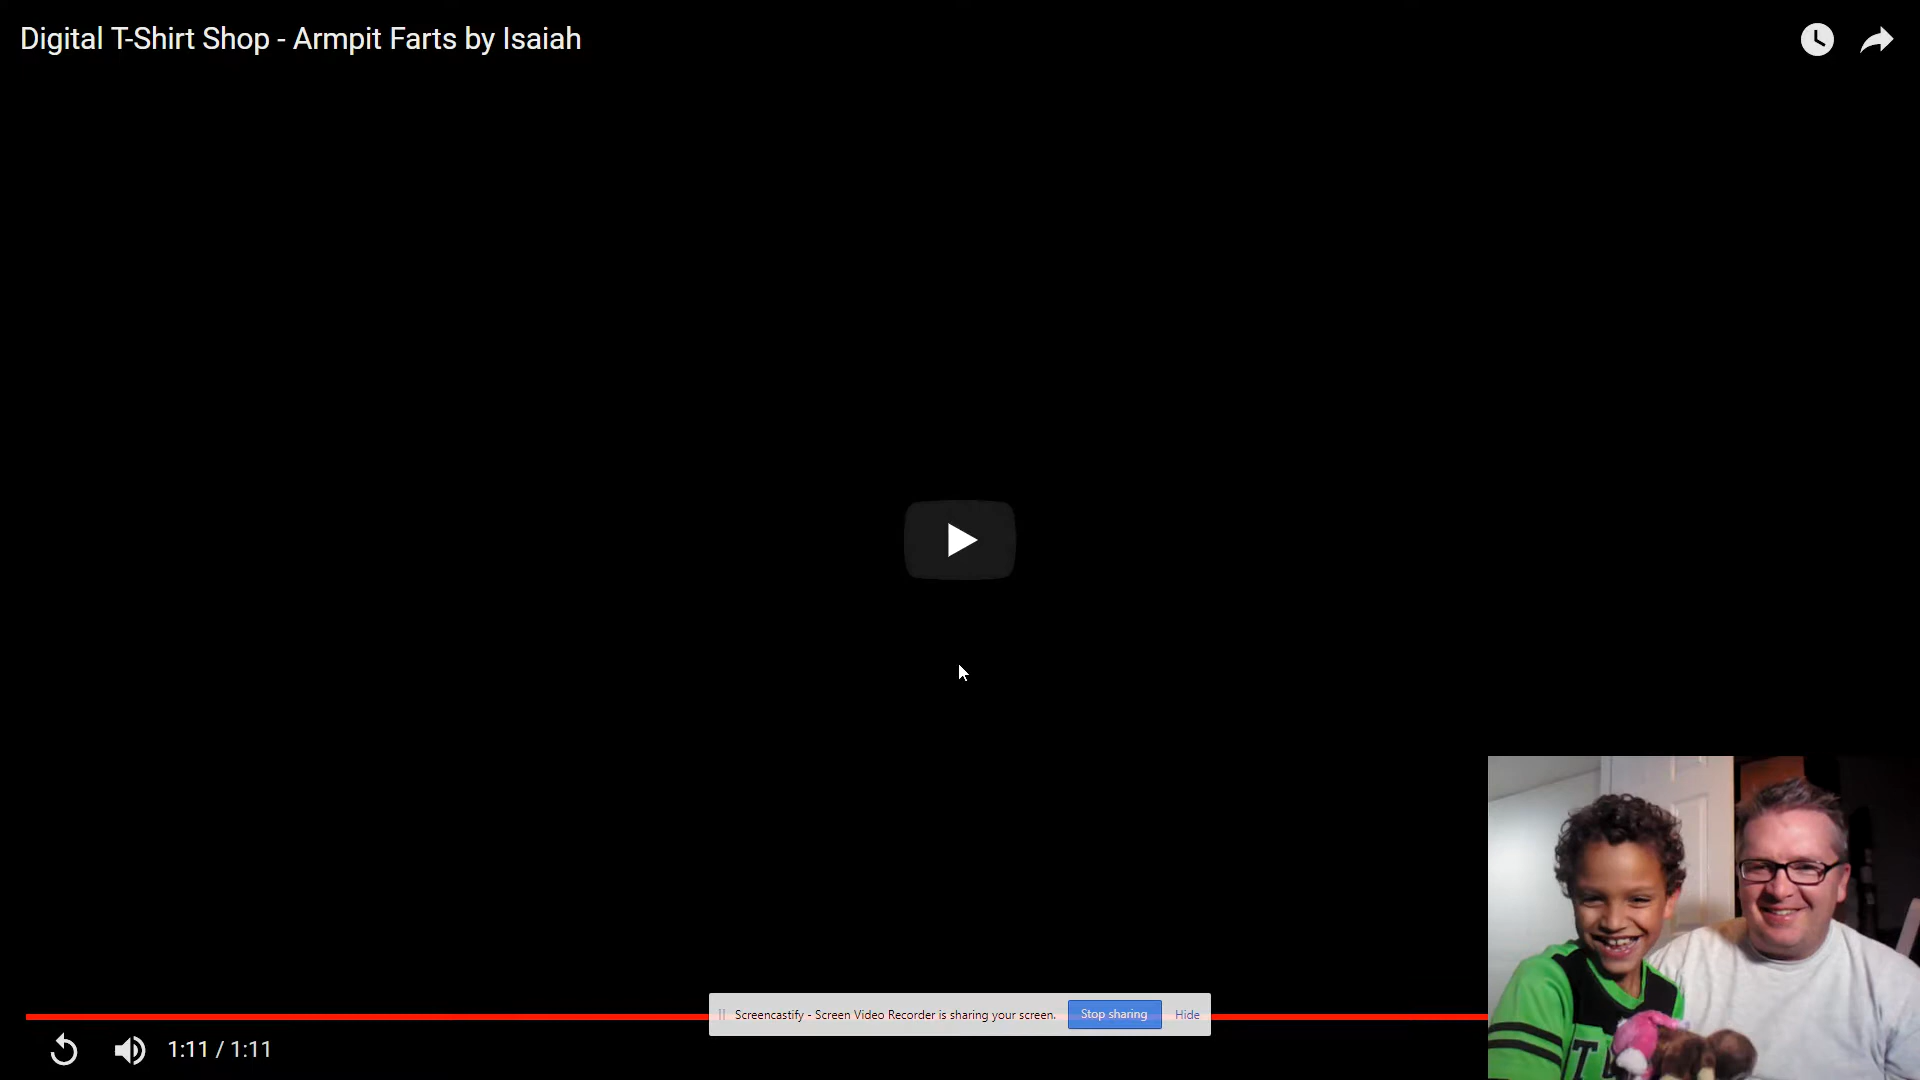 Digital T-Shirt Shop - Armpit Farts by Isaiah
Screencastify - Screen Video Recorder is sharing your screen. Stop sharing Hide
1:11 / 1:11